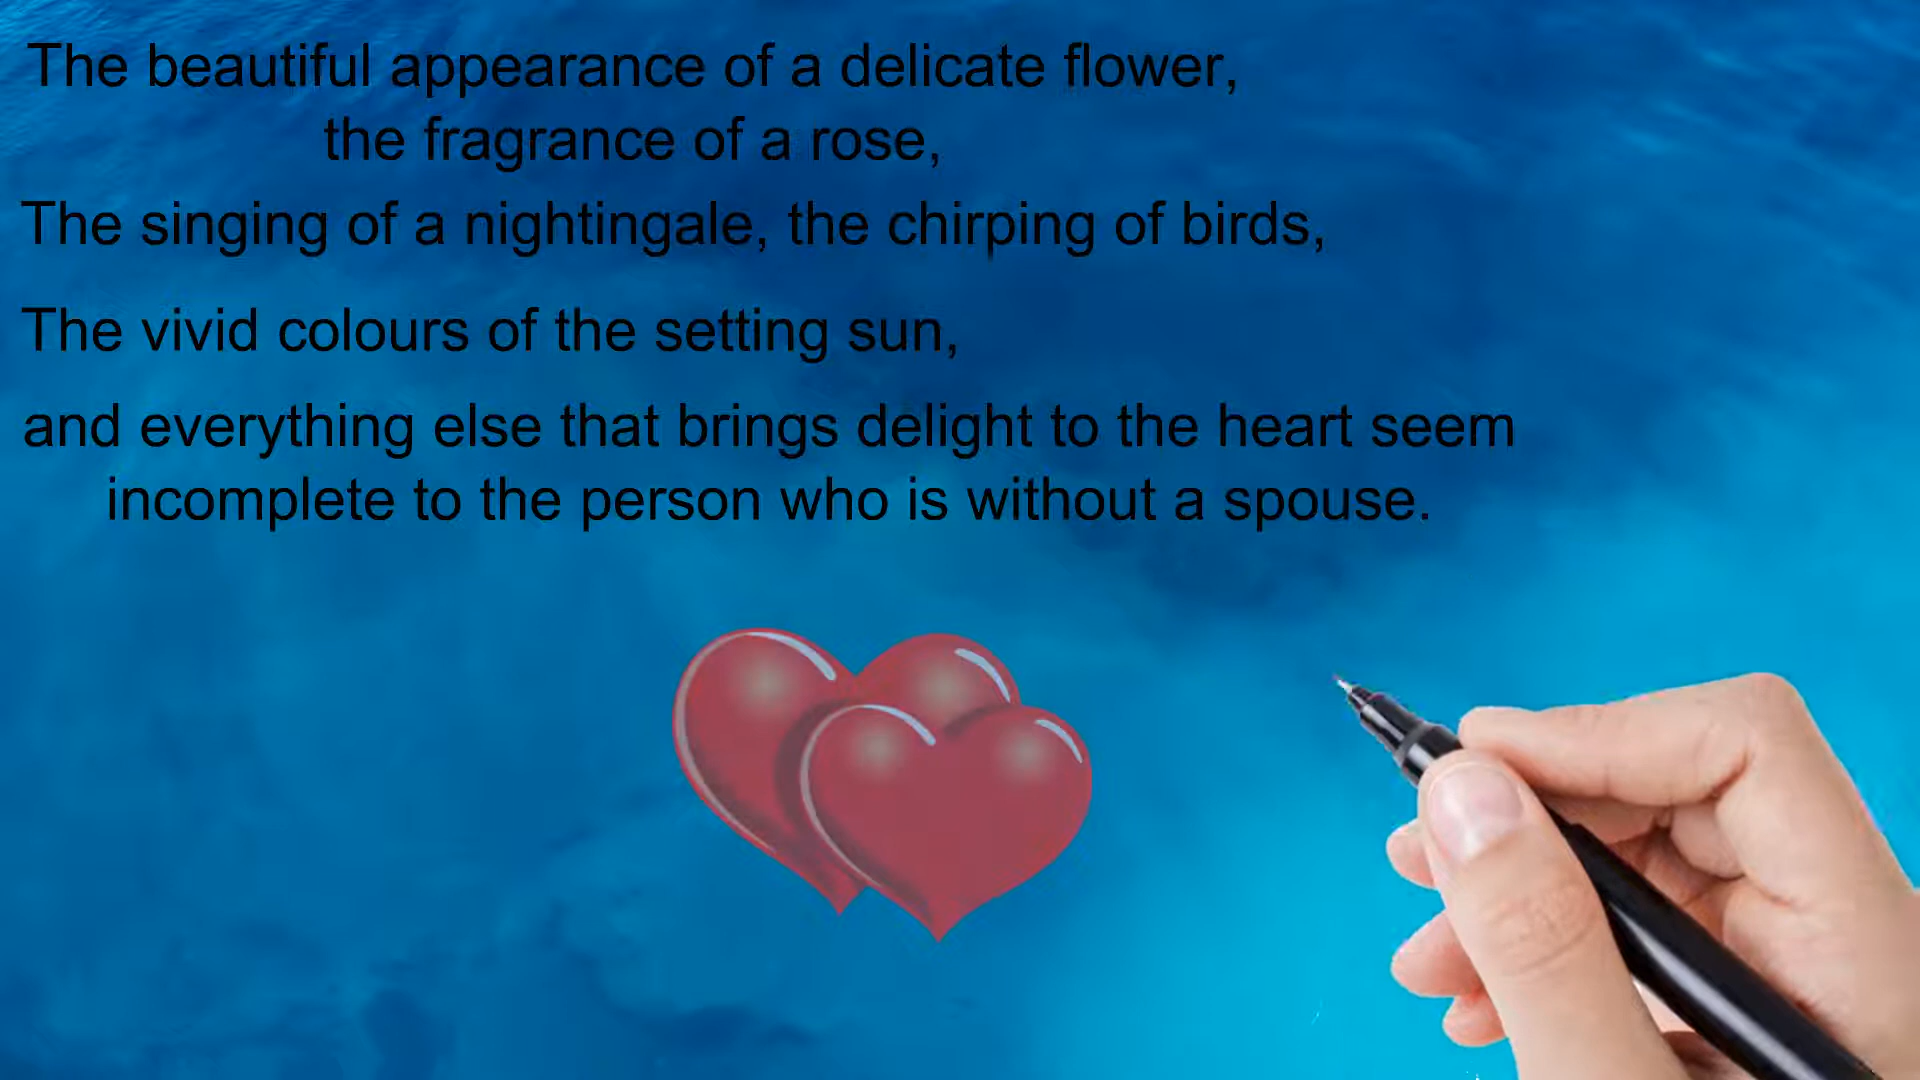 The beautiful appearance of a delicate flower,
the fragrance of a rose,
The singing of a nightingale, the chirping of birds,
The vivid colours of the setting sun,
and everything else that brings delight to the heart seem
incomplete to the person who is without a spouse.